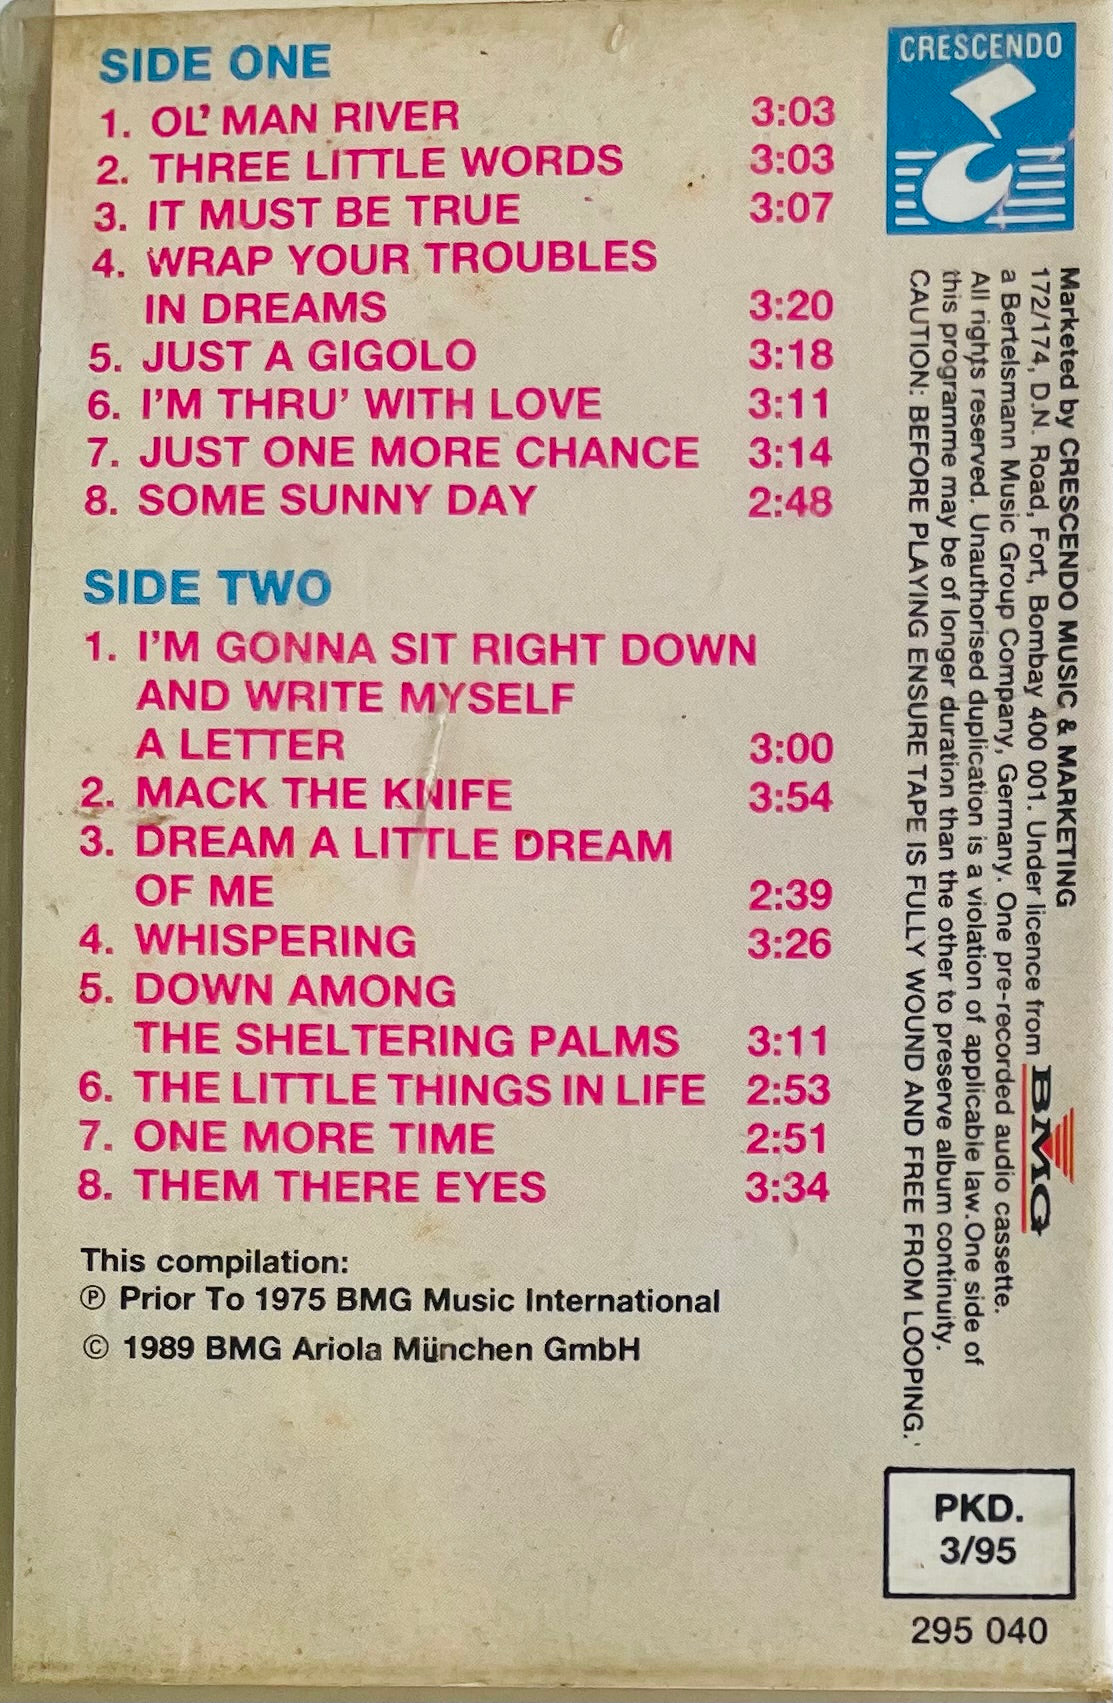 SIDE ONE
1. OL' MAN RIVER 3:03
2. THREE LITTLE WORDS 3:03
3. IT MUST BE TRUE 3:07
4. WRAP YOUR TROUBLES
IN DREAMS 3:20
5. JUST A GIGOLO 3:18
6. I'M THRU' WITH LOVE 3:11
7. JUST ONE MORE CHANCE 3:14
8. SOME SUNNY DAY 2:48
SIDE TWO
1. I'M GONNA SIT RIGHT DOWN
AND WRITE MYSELF
A LETTER 3:00
2. MACK THE KNIFE 3:54
3. DREAM A LITTLE DREAM
OF ME 2:39
4. WHISPERING 3:26
5. DOWN AMONG
THE SHELTERING PALMS 3:11
6. THE LITTLE THINGS IN LIFE 2:53
7. ONE MORE TIME 2:51
8. THEM THERE EYES 3:34
This compilation:
Ⓟ Prior To 1975 BMG Music International
© 1989 BMG Ariola München GmbH
CRESCENDO
Marketed by CRESCENDO MUSIC & MARKETING
172/174, D.N. Road, Fort, Bombay 400 001. Under licence from BMG
a Bertelsmann Music Group Company, Germany. One pre-recorded audio cassette.
All rights reserved. Unauthorised duplication is a violation of applicable law.One side of
this programme may be of longer duration than the other to preserve album continuity.
CAUTION: BEFORE PLAYING ENSURE TAPE IS FULLY WOUND AND FREE FROM LOOPING.
PKD.
3/95
295 040